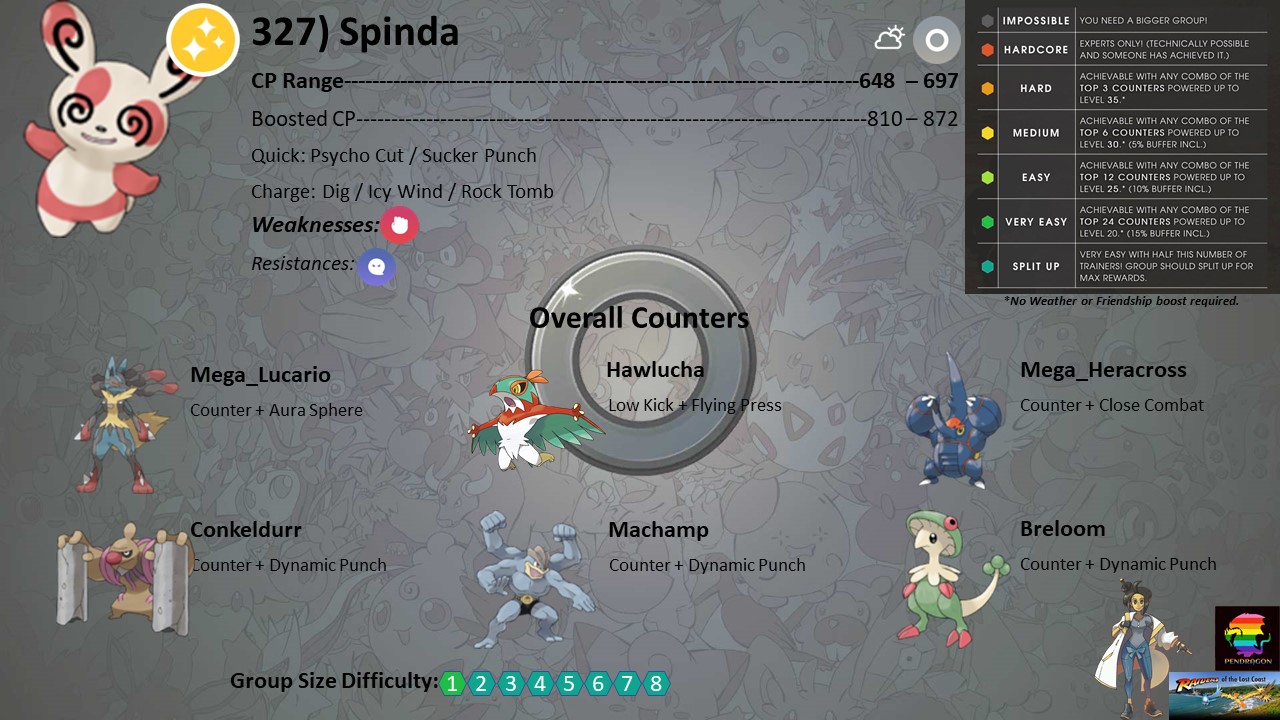 327) Spinda
CP Range--------------------------------------------------------------------------648 – 697
Boosted CP-------------------------------------------------------------------------810 – 872
Quick: Psycho Cut / Sucker Punch
Charge: Dig / Icy Wind / Rock Tomb
Weaknesses:
Resistances:
IMPOSSIBLE YOU NEED A BIGGER GROUP!
HARDCORE EXPERTS ONLY! (TECHNICALLY POSSIBLE
AND SOMEONE HAS ACHIEVED IT.)
HARD ACHIEVABLE WITH ANY COMBO OF THE
TOP 3 COUNTERS POWERED UP TO
LEVEL 35.*
MEDIUM ACHIEVABLE WITH ANY COMBO OF THE
TOP 6 COUNTERS POWERED UP TO
LEVEL 30.* (5% BUFFER INCL.)
EASY ACHIEVABLE WITH ANY COMBO OF THE
TOP 12 COUNTERS POWERED UP TO
LEVEL 25.* (10% BUFFER INCL.)
VERY EASY ACHIEVABLE WITH ANY COMBO OF THE
TOP 24 COUNTERS POWERED UP TO
LEVEL 20.* (15% BUFFER INCL.)
SPLIT UP VERY EASY WITH HALF THIS NUMBER OF
TRAINERS! GROUP SHOULD SPLIT UP FOR
MAX REWARDS.
*No Weather or Friendship boost required.
Overall Counters
Mega_Lucario
Counter + Aura Sphere
Hawlucha
Low Kick + Flying Press
Mega_Heracross
Counter + Close Combat
Conkeldurr
Counter + Dynamic Punch
Machamp
Counter + Dynamic Punch
Breloom
Counter + Dynamic Punch
Group Size Difficulty: 1 2 3 4 5 6 7 8
PENDRAGON
RAIDERS of the Lost Coast